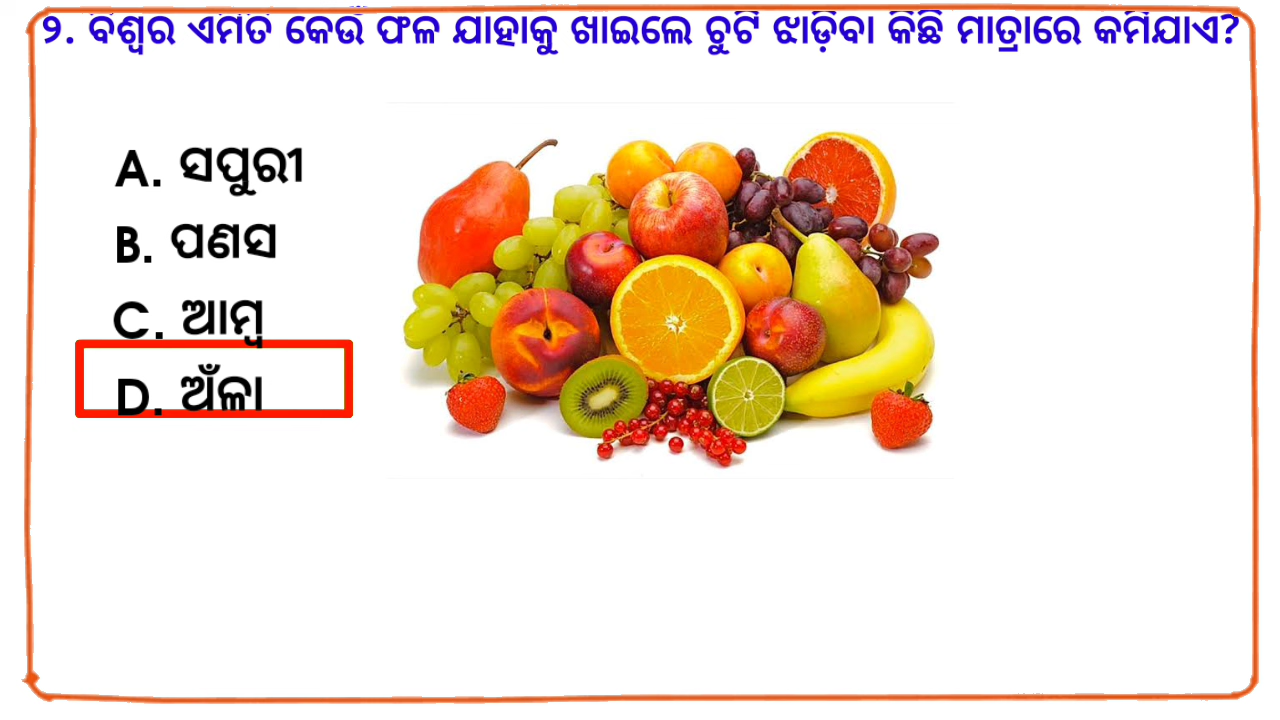 ୨. ବିଶ୍ୱର ଏମିତି କେଉଁ ଫଳ ଯାହାକୁ ଖାଇଲେ ଚୁଟି ଝାଡ଼ିବା କିଛି ମାତ୍ରାରେ କମିଯାଏ?
A. ସପୁରୀ
B. ପଣସ
C. ଆମ୍ବ
D. ଅଁଳା